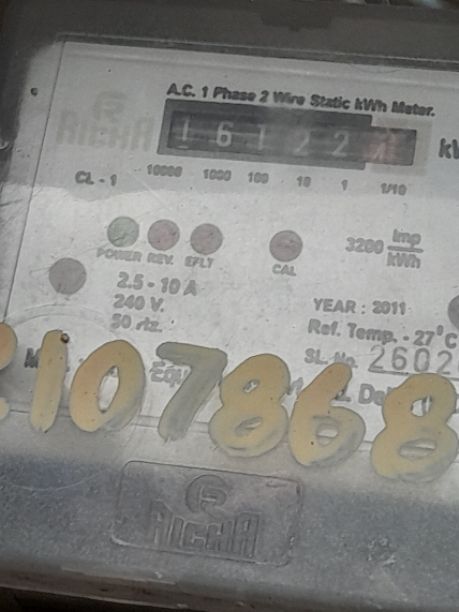 A.C. 1 Phase 2 Wire Static kWh Meter.
RICHA
1 6 1 2 2
CL - 1
10000 1000 100 10 1 1/10
POWER REV. EFLT
CAL
3200 Imp/kWh
2.5 - 10 A
240 V.
50 Hz.
YEAR : 2011
Ref. Temp. - 27°C
SL. No. 2602
107868
RICHA